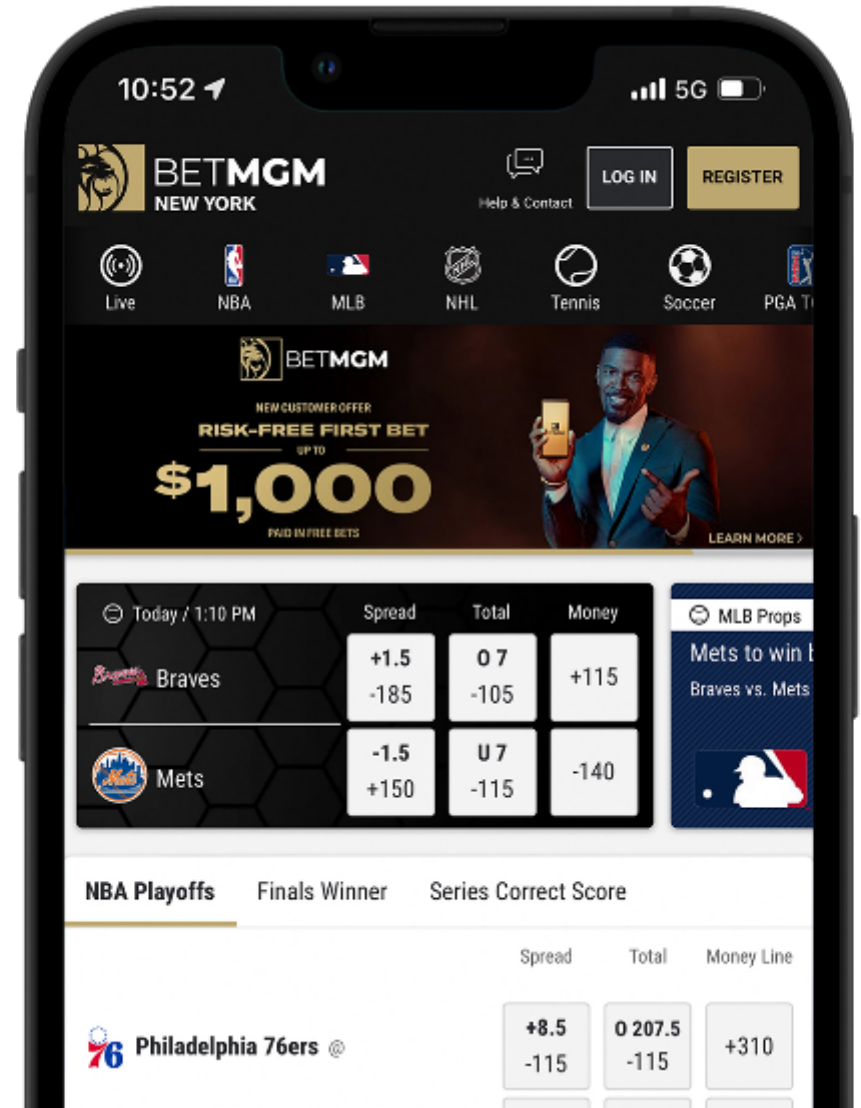 10:52 5G
BETMGM
NEW YORK
Help & Contact
LOG IN
REGISTER
Live NBA MLB NHL Tennis Soccer PGA T
BETMGM
NEW CUSTOMER OFFER
RISK-FREE FIRST BET
UP TO
$1,000
PAID IN FREE BETS
LEARN MORE >
Today / 1:10 PM Spread Total Money
Braves
+1.5 O 7 +115
-185 -105
Mets
-1.5 U 7 -140
+150 -115
MLB Props
Mets to win
Braves vs. Mets
NBA Playoffs Finals Winner Series Correct Score
Spread Total Money Line
Philadelphia 76ers @
+8.5 O 207.5 +310
-115 -115